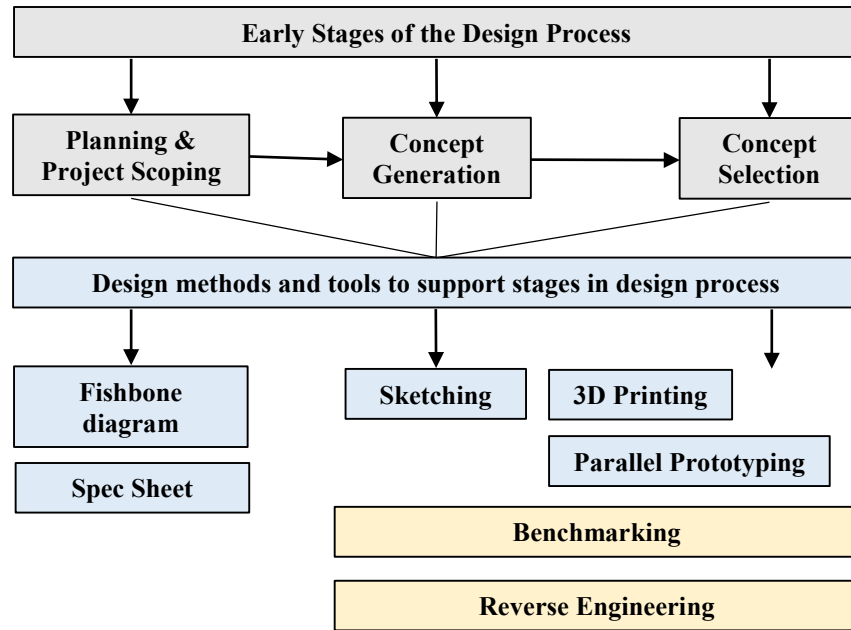 Early Stages of the Design Process
Planning &
Project Scoping
Concept
Generation
Concept
Selection
Design methods and tools to support stages in design process
Fishbone
diagram
Sketching
3D Printing
Parallel Prototyping
Spec Sheet
Benchmarking
Reverse Engineering